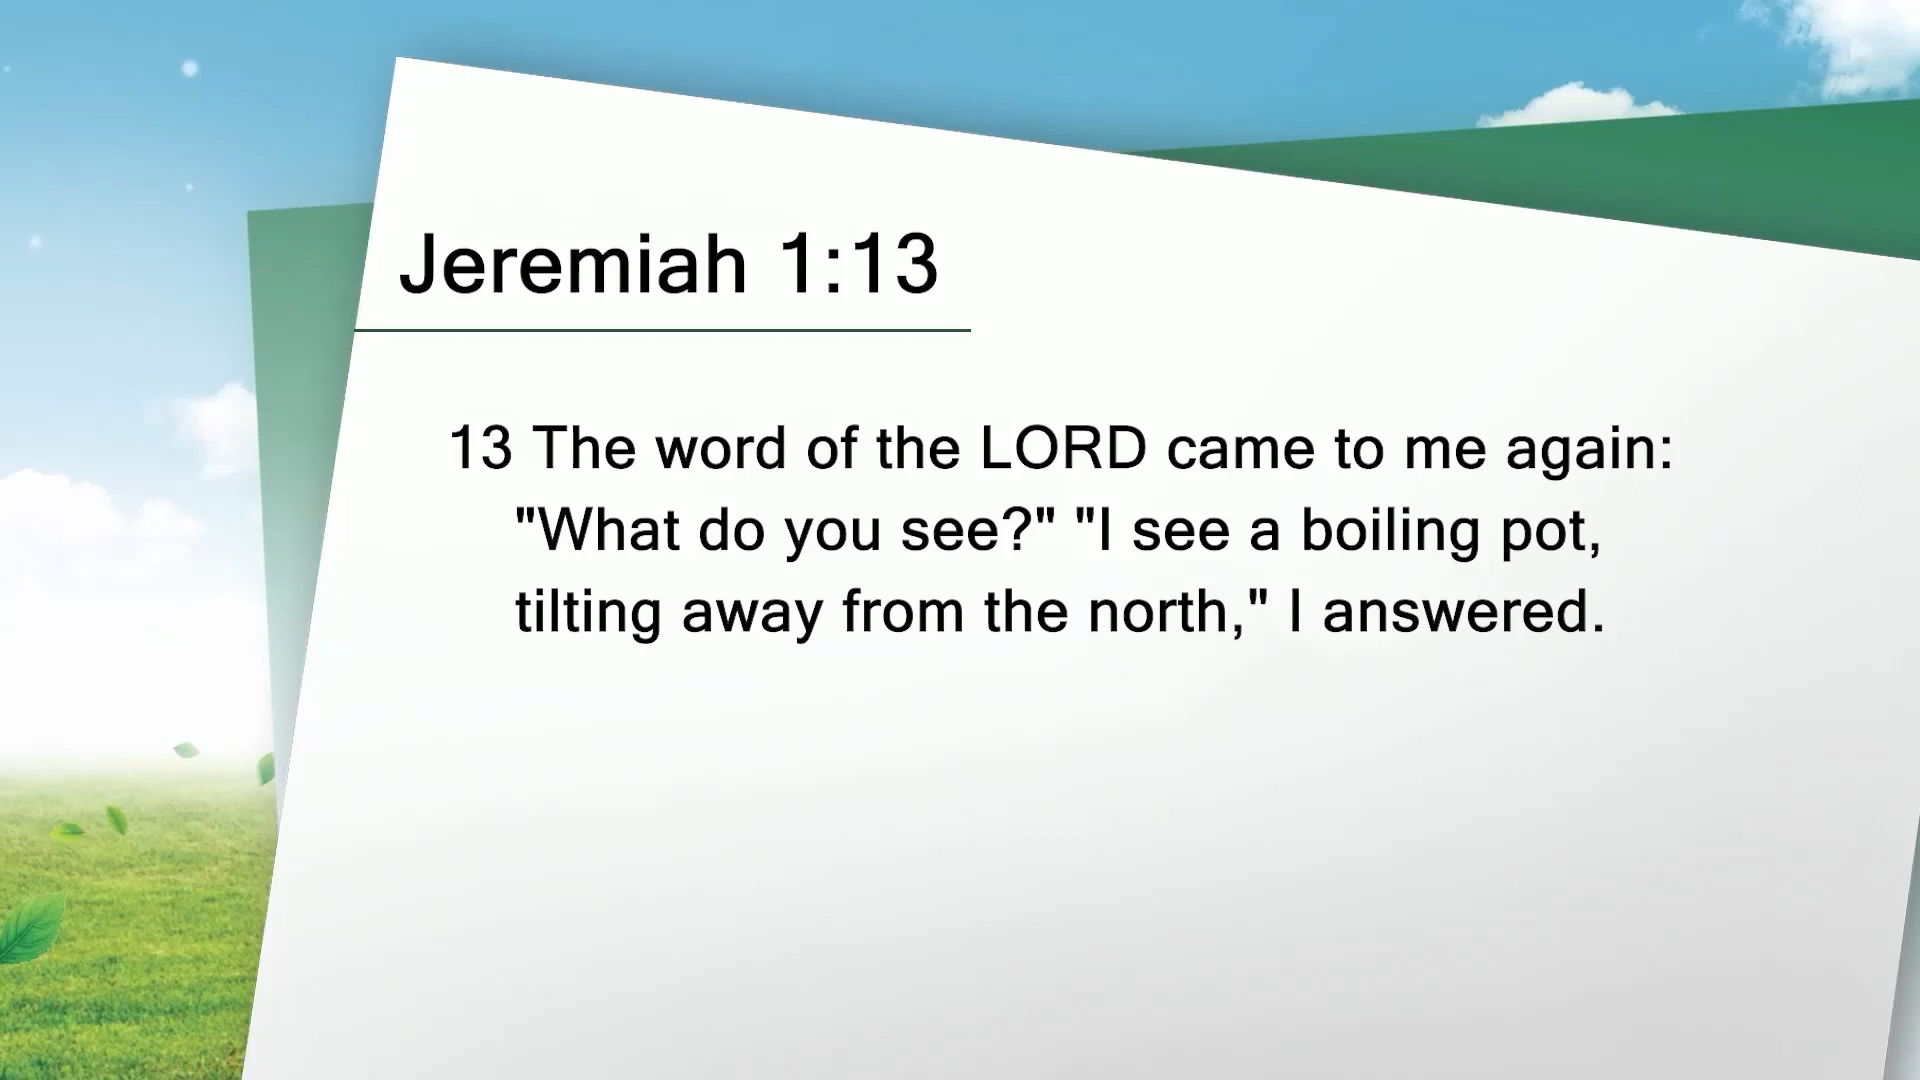 Jeremiah 1:13
13 The word of the LORD came to me again:
"What do you see?" "I see a boiling pot,
tilting away from the north," I answered.